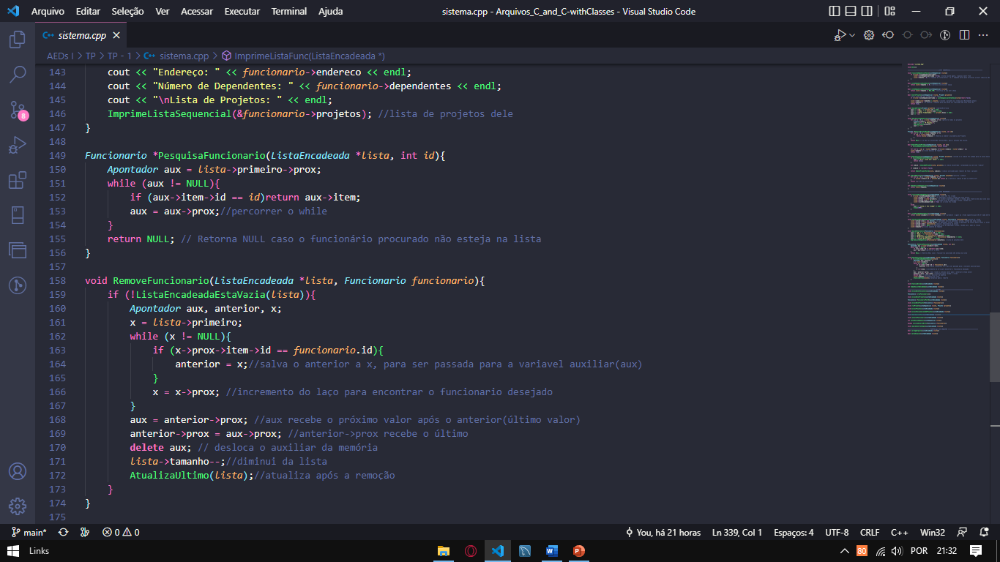 Arquivo Editar Seleção Ver Acessar Executar Terminal Ajuda sistema.cpp - Arquivos_C_and_C-withClasses - Visual Studio Code
C++ sistema.cpp
AEDs I > TP > TP - 1 > C++ sistema.cpp > ImprimeListaFunc(ListaEncadeada *)
143 cout << "Endereço: " << funcionario->endereco << endl;
144 cout << "Número de Dependentes: " << funcionario->dependentes << endl;
145 cout << "\nLista de Projetos: " << endl;
146 ImprimeListaSequencial(&funcionario->projetos); //lista de projetos dele
147 }
148
149 Funcionario *PesquisaFuncionario(ListaEncadeada *lista, int id){
150 Apontador aux = lista->primeiro->prox;
151 while (aux != NULL){
152 if (aux->item->id == id)return aux->item;
153 aux = aux->prox;//percorrer o while
154 }
155 return NULL; // Retorna NULL caso o funcionário procurado não esteja na lista
156 }
157
158 void RemoveFuncionario(ListaEncadeada *lista, Funcionario funcionario){
159 if (!ListaEncadeadaEstaVazia(lista)){
160 Apontador aux, anterior, x;
161 x = lista->primeiro;
162 while (x != NULL){
163 if (x->prox->item->id == funcionario.id){
164 anterior = x;//salva o anterior a x, para ser passada para a variavel auxiliar(aux)
165 }
166 x = x->prox; //incremento do laço para encontrar o funcionario desejado
167 }
168 aux = anterior->prox; //aux recebe o próximo valor após o anterior(último valor)
169 anterior->prox = aux->prox; //anterior->prox recebe o último
170 delete aux; // desloca o auxiliar da memória
171 lista->tamanho--;//diminui da lista
172 AtualizaUltimo(lista);//atualiza após a remoção
173 }
174 }
175
8
main* 0 0 You, há 21 horas Ln 339, Col 1 Espaços: 4 UTF-8 CRLF C++ Win32
Links 80 POR 21:32